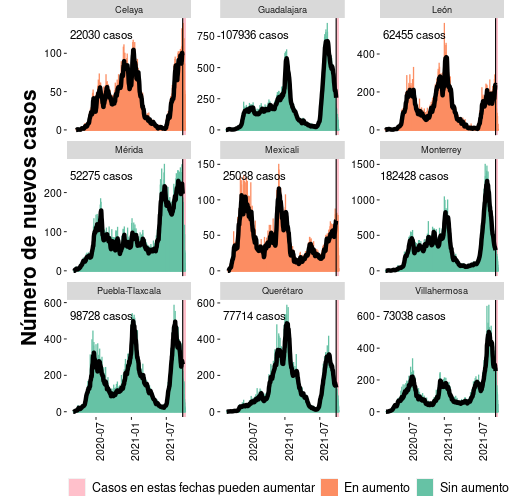 Celaya Guadalajara León
22030 casos 107936 casos 62455 casos
100 50 0
750 500 250 0
400 200 0
Mérida Mexicali Monterrey
52275 casos 25038 casos 182428 casos
200 100 0
150 100 50 0
1500 1000 500 0
Puebla-Tlaxcala Querétaro Villahermosa
98728 casos 77714 casos 73038 casos
600 400 200 0
600 400 200 0
600 400 200 0
2020-07 2021-01 2021-07
2020-07 2021-01 2021-07
2020-07 2021-01 2021-07
Número de nuevos casos
Casos en estas fechas pueden aumentar En aumento Sin aumento